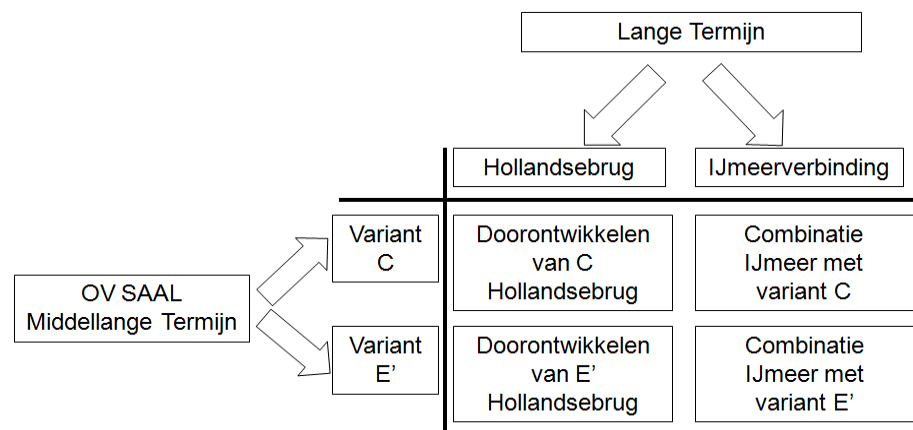 Lange Termijn
Hollandsebrug
IJmeerverbinding
OV SAAL
Middellange Termijn
Variant
C
Doorontwikkelen
van C
Hollandsebrug
Combinatie
IJmeer met
variant C
Variant
E’
Doorontwikkelen
van E’
Hollandsebrug
Combinatie
IJmeer met
variant E’